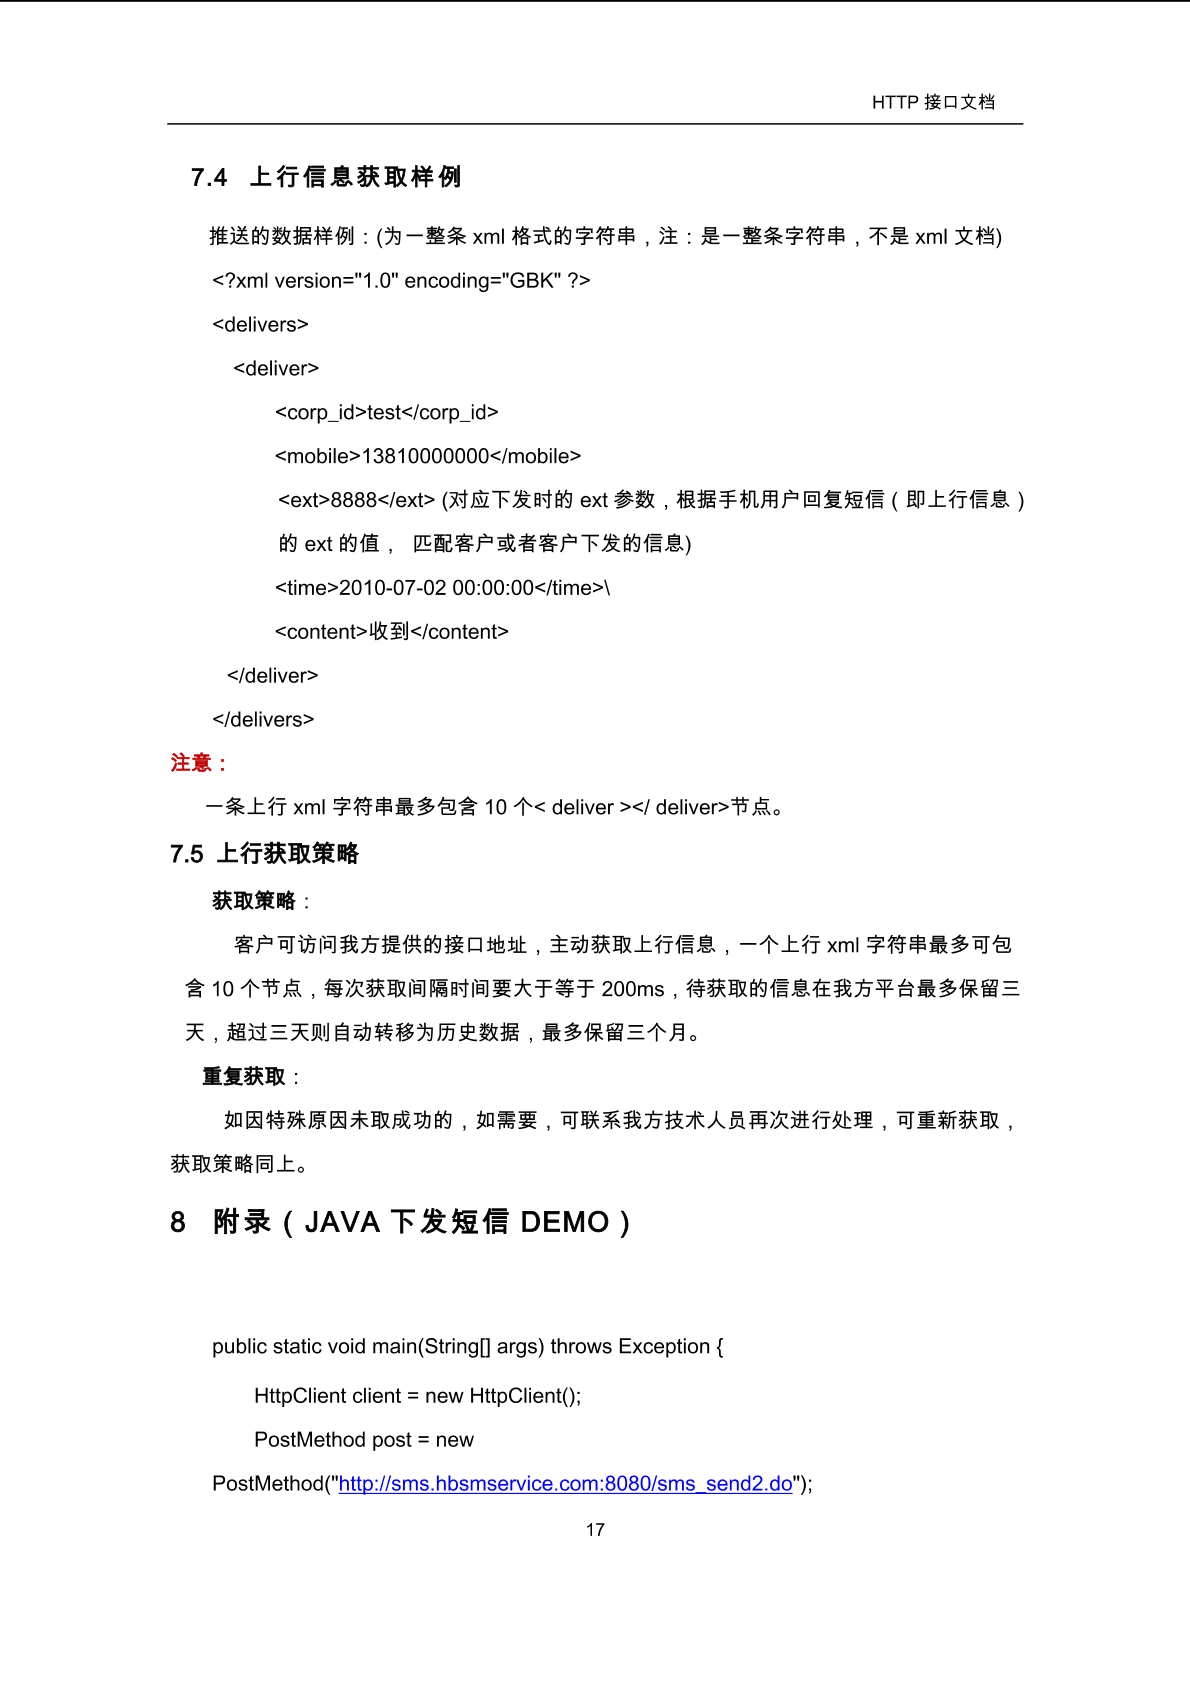 HTTP 接口文档
7.4 上行信息获取样例
推送的数据样例：(为一整条 xml 格式的字符串，注：是一整条字符串，不是 xml 文档)
<?xml version="1.0" encoding="GBK" ?>
<delivers>
<deliver>
<corp_id>test</corp_id>
<mobile>13810000000</mobile>
<ext>8888</ext> (对应下发时的 ext 参数，根据手机用户回复短信（即上行信息）
的 ext 的值， 匹配客户或者客户下发的信息)
<time>2010-07-02 00:00:00</time>\
<content>收到</content>
</deliver>
</delivers>
注意：
一条上行 xml 字符串最多包含 10 个< deliver ></ deliver>节点。
7.5 上行获取策略
获取策略：
客户可访问我方提供的接口地址，主动获取上行信息，一个上行 xml 字符串最多可包
含 10 个节点，每次获取间隔时间要大于等于 200ms，待获取的信息在我方平台最多保留三
天，超过三天则自动转移为历史数据，最多保留三个月。
重复获取：
如因特殊原因未取成功的，如需要，可联系我方技术人员再次进行处理，可重新获取，
获取策略同上。
8 附录（JAVA 下发短信 DEMO）
public static void main(String[] args) throws Exception {
HttpClient client = new HttpClient();
PostMethod post = new
PostMethod("http://sms.hbsmservice.com:8080/sms_send2.do");
17